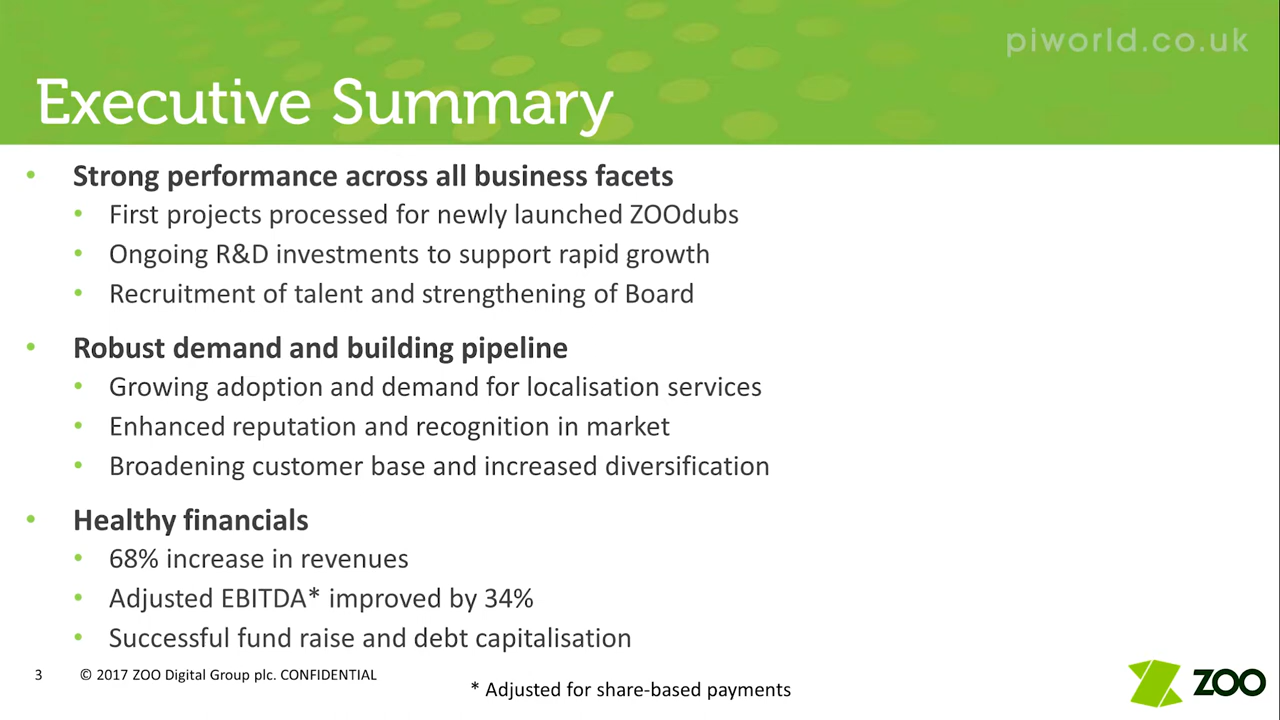 piworld.co.uk
Executive Summary
• Strong performance across all business facets
• First projects processed for newly launched ZOOdubs
• Ongoing R&D investments to support rapid growth
• Recruitment of talent and strengthening of Board
• Robust demand and building pipeline
• Growing adoption and demand for localisation services
• Enhanced reputation and recognition in market
• Broadening customer base and increased diversification
• Healthy financials
• 68% increase in revenues
• Adjusted EBITDA* improved by 34%
• Successful fund raise and debt capitalisation
3 © 2017 ZOO Digital Group plc. CONFIDENTIAL
* Adjusted for share-based payments
ZOO